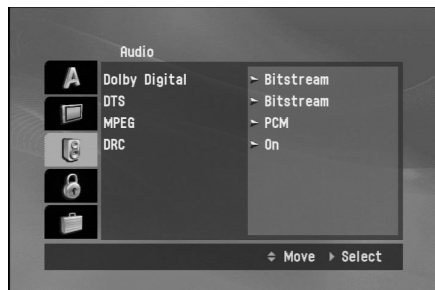 Audio
A
Dolby Digital ► Bitstream
DTS ► Bitstream
MPEG ► PCM
DRC ► On
Move Select